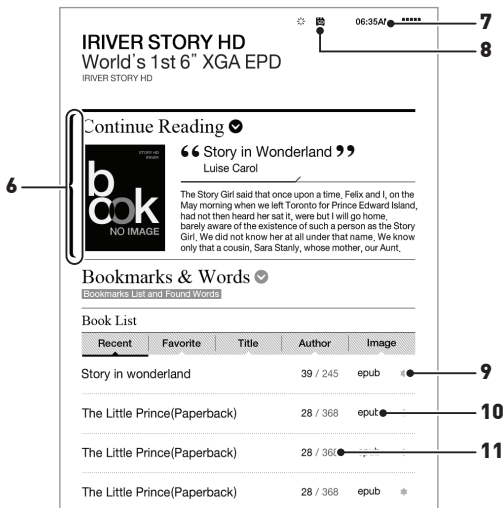 06:35A
7
8
IRIVER STORY HD
World's 1st 6" XGA EPD
IRIVER STORY HD
Continue Reading
6
STORY HD
IRIVER
book
NO IMAGE
❝ Story in Wonderland ❞
Luise Carol
The Story Girl said that once upon a time, Felix and I, on the
May morning when we left Toronto for Prince Edward Island,
had not then heard her sat it, were but I will go home,
barely aware of the existence of such a person as the Story
Girl. We did not know her at all under that name. We know
only that a cousin, Sara Stanly, whose mother, our Aunt,
Bookmarks & Words
Bookmarks List and Found Words
Book List
Recent Favorite Title Author Image
Story in wonderland 39 / 245 epub 9
The Little Prince(Paperback) 28 / 368 epub 10
The Little Prince(Paperback) 28 / 368 11
The Little Prince(Paperback) 28 / 368 epub